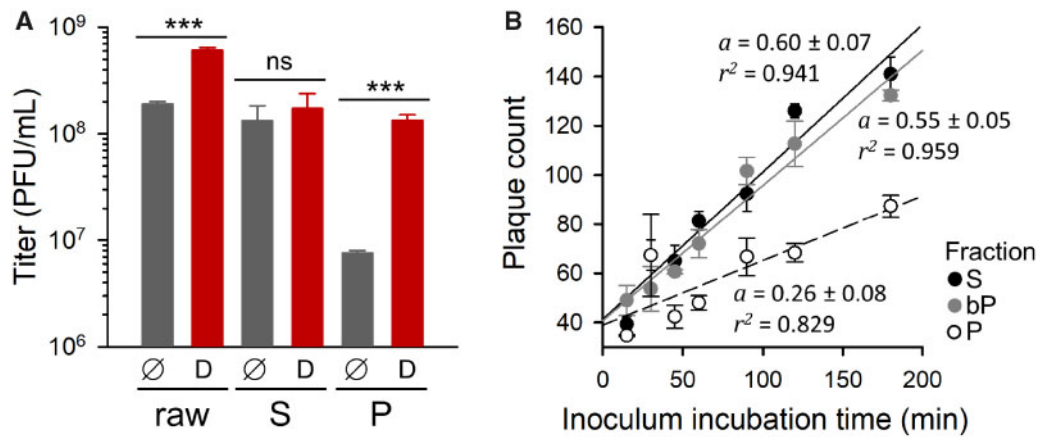 A
Titer (PFU/mL)
10⁹
10⁸
10⁷
10⁶
***
ns
***
∅ D ∅ D ∅ D
raw S P
B
Plaque count
160
140
120
100
80
60
40
a = 0.60 ± 0.07
r² = 0.941
a = 0.55 ± 0.05
r² = 0.959
a = 0.26 ± 0.08
r² = 0.829
Fraction
S
bP
P
0 50 100 150 200
Inoculum incubation time (min)